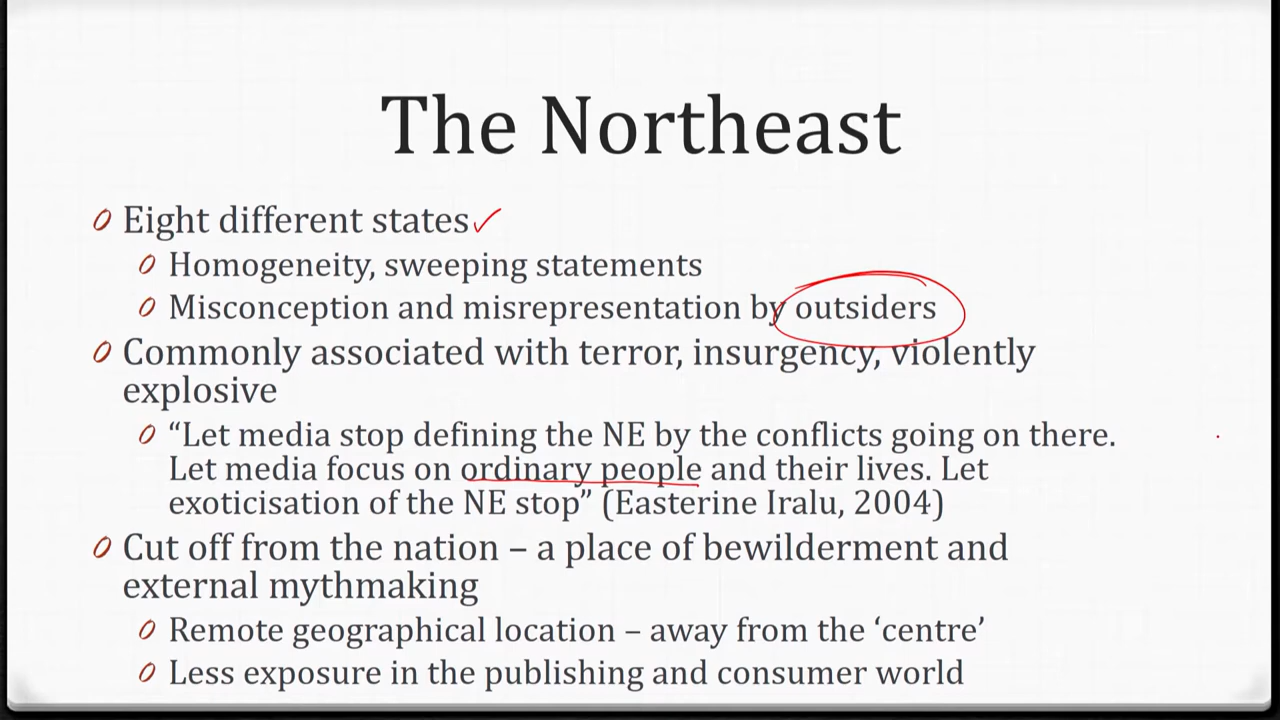 The Northeast
Eight different states
Homogeneity, sweeping statements
Misconception and misrepresentation by outsiders
Commonly associated with terror, insurgency, violently
explosive
“Let media stop defining the NE by the conflicts going on there.
Let media focus on ordinary people and their lives. Let
exoticisation of the NE stop” (Easterine Iralu, 2004)
Cut off from the nation – a place of bewilderment and
external mythmaking
Remote geographical location – away from the ‘centre’
Less exposure in the publishing and consumer world